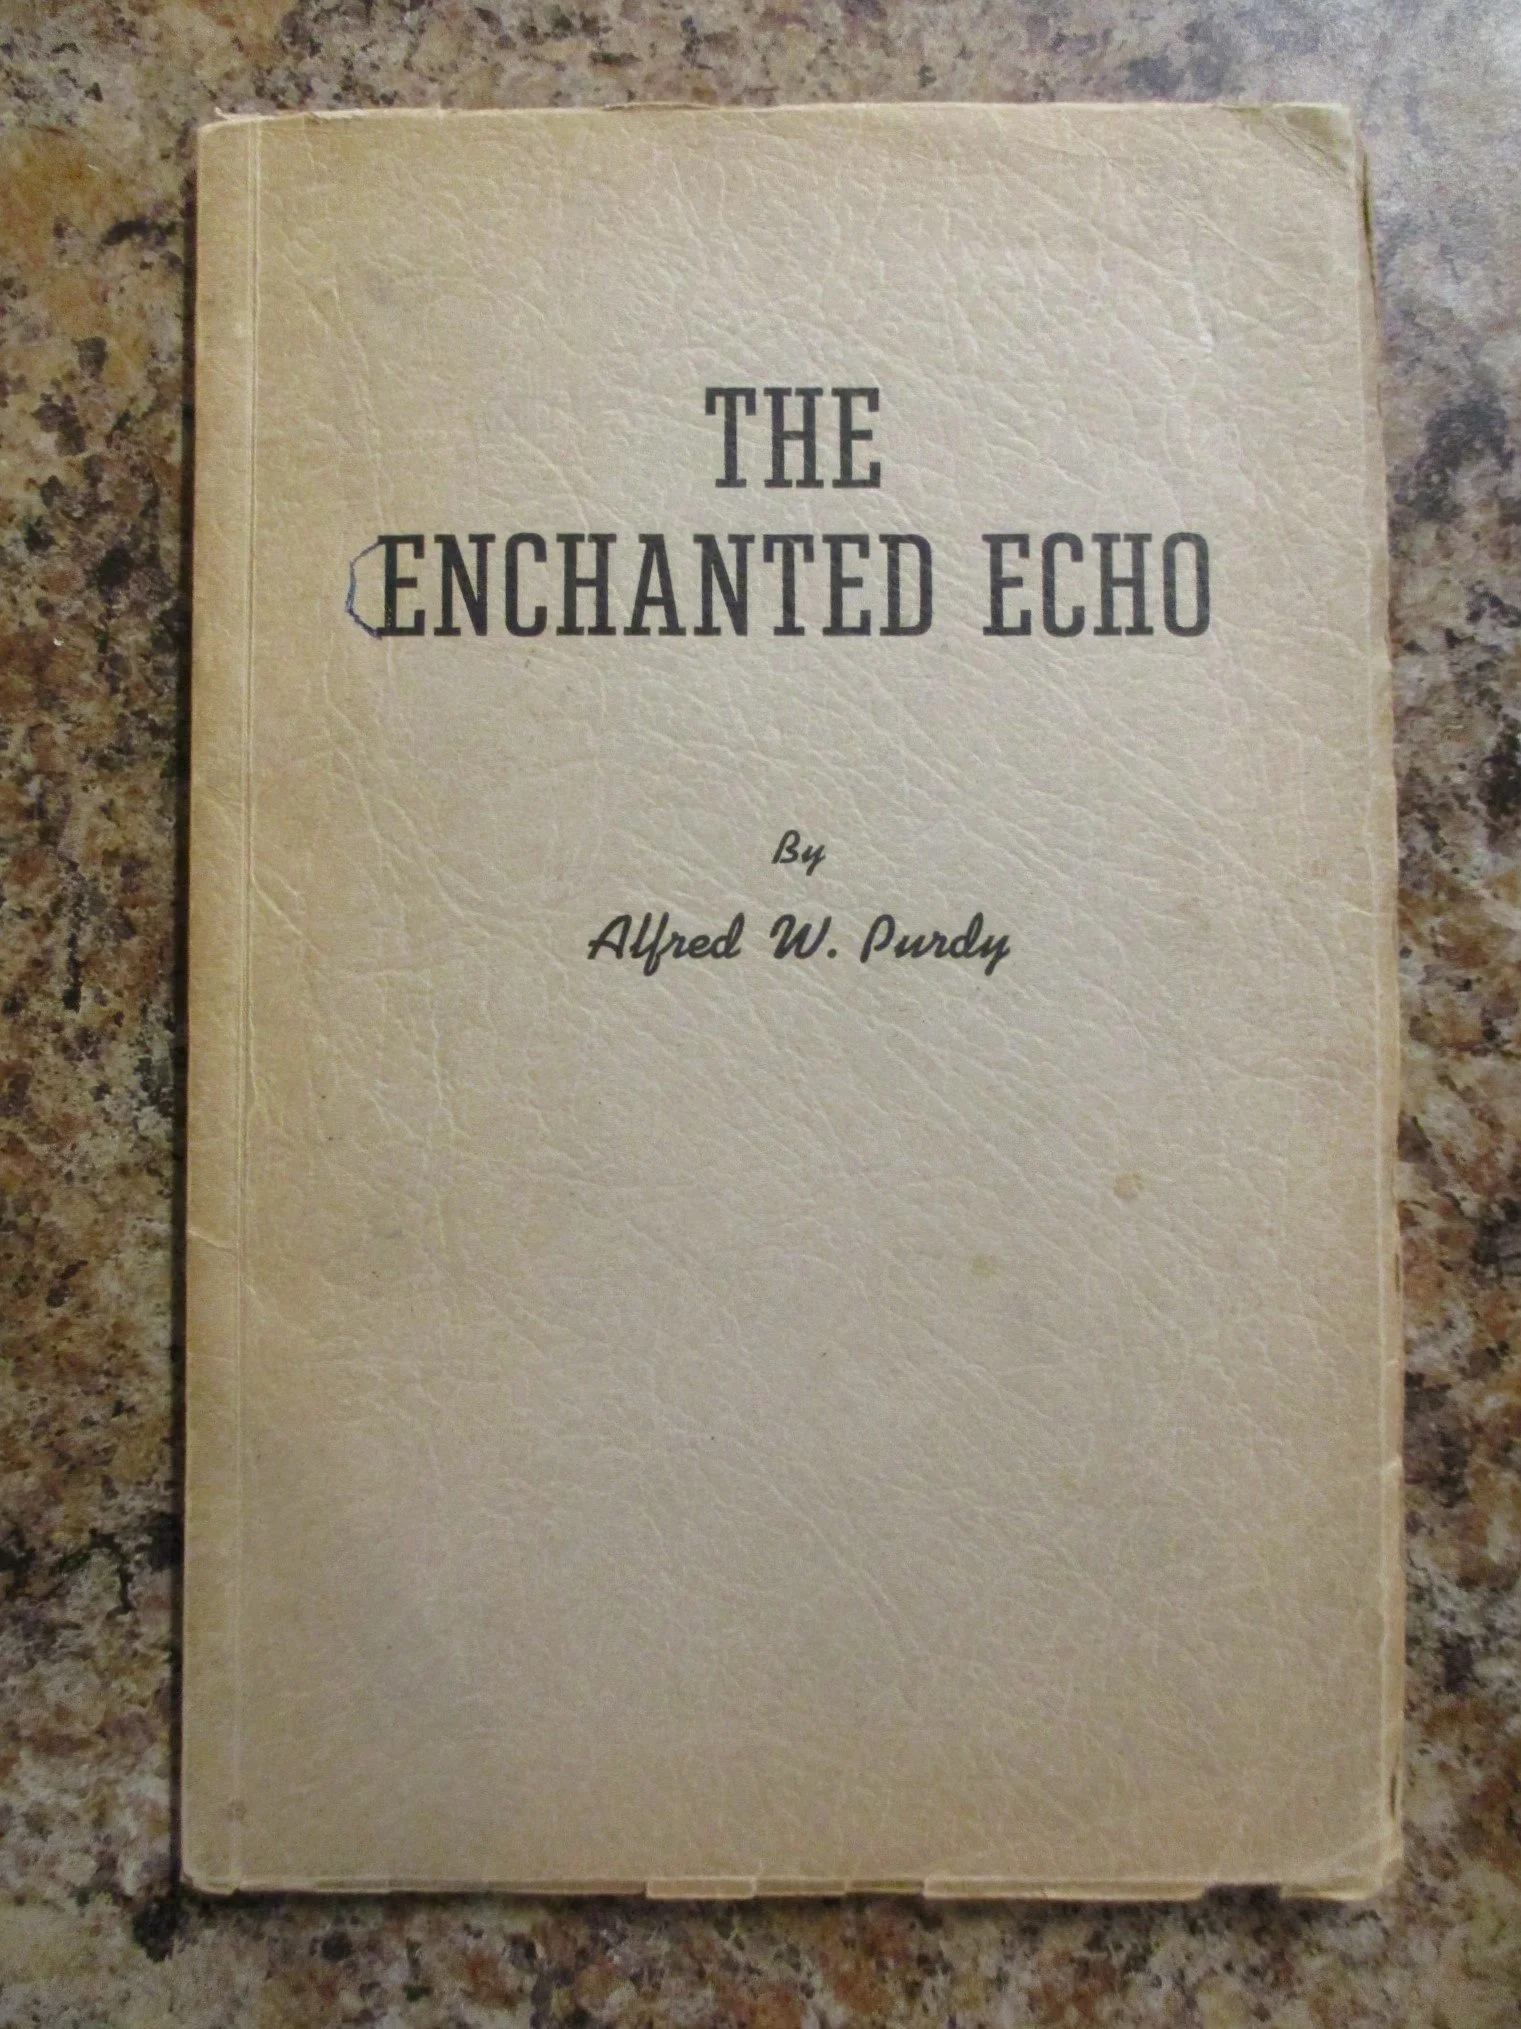 THE
ENCHANTED ECHO
By
Alfred W. Purdy